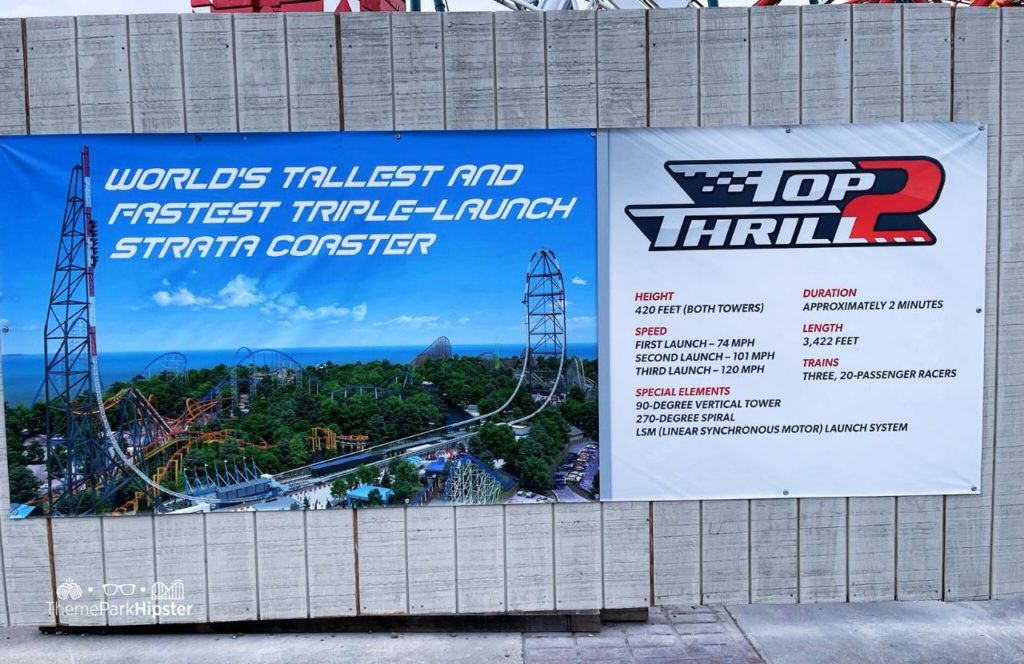 WORLD'S TALLEST AND
FASTEST TRIPLE-LAUNCH
STRATA COASTER
TOP
THRILL 2
HEIGHT
420 FEET (BOTH TOWERS)
SPEED
FIRST LAUNCH – 74 MPH
SECOND LAUNCH – 101 MPH
THIRD LAUNCH – 120 MPH
SPECIAL ELEMENTS
90-DEGREE VERTICAL TOWER
270-DEGREE SPIRAL
LSM (LINEAR SYNCHRONOUS MOTOR) LAUNCH SYSTEM
DURATION
APPROXIMATELY 2 MINUTES
LENGTH
3,422 FEET
TRAINS
THREE, 20-PASSENGER RACERS
ThemeParkHipster